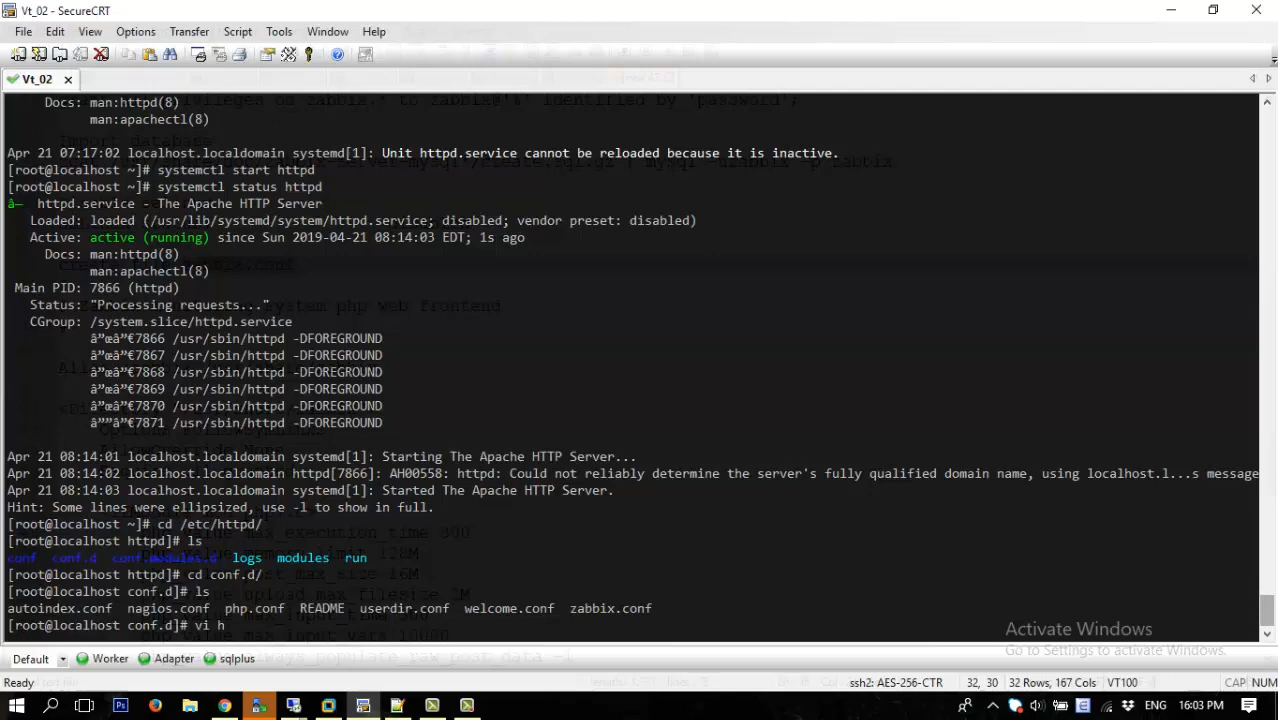 Vt_02 - SecureCRT
File Edit View Options Transfer Script Tools Window Help
Vt_02
Docs: man:httpd(8)
man:apachectl(8)
Apr 21 07:17:02 localhost.localdomain systemd[1]: Unit httpd.service cannot be reloaded because it is inactive.
[root@localhost ~]# systemctl start httpd
[root@localhost ~]# systemctl status httpd
â— httpd.service - The Apache HTTP Server
Loaded: loaded (/usr/lib/systemd/system/httpd.service; disabled; vendor preset: disabled)
Active: active (running) since Sun 2019-04-21 08:14:03 EDT; 1s ago
Docs: man:httpd(8)
man:apachectl(8)
Main PID: 7866 (httpd)
Status: "Processing requests..."
CGroup: /system.slice/httpd.service
â”œâ”€7866 /usr/sbin/httpd -DFOREGROUND
â”œâ”€7867 /usr/sbin/httpd -DFOREGROUND
â”œâ”€7868 /usr/sbin/httpd -DFOREGROUND
â”œâ”€7869 /usr/sbin/httpd -DFOREGROUND
â”œâ”€7870 /usr/sbin/httpd -DFOREGROUND
â””â”€7871 /usr/sbin/httpd -DFOREGROUND
Apr 21 08:14:01 localhost.localdomain systemd[1]: Starting The Apache HTTP Server...
Apr 21 08:14:02 localhost.localdomain httpd[7866]: AH00558: httpd: Could not reliably determine the server's fully qualified domain name, using localhost.l...s message
Apr 21 08:14:03 localhost.localdomain systemd[1]: Started The Apache HTTP Server.
Hint: Some lines were ellipsized, use -l to show in full.
[root@localhost ~]# cd /etc/httpd/
[root@localhost httpd]# ls
conf conf.d conf.modules.d logs modules run
[root@localhost httpd]# cd conf.d/
[root@localhost conf.d]# ls
autoindex.conf nagios.conf php.conf README userdir.conf welcome.conf zabbix.conf
[root@localhost conf.d]# vi h
Activate Windows
Go to Settings to activate Windows.
Default Worker Adapter sqlplus
Ready ssh2: AES-256-CTR 32, 30 32 Rows, 167 Cols VT100 CAP NUM
ENG 16:03 PM